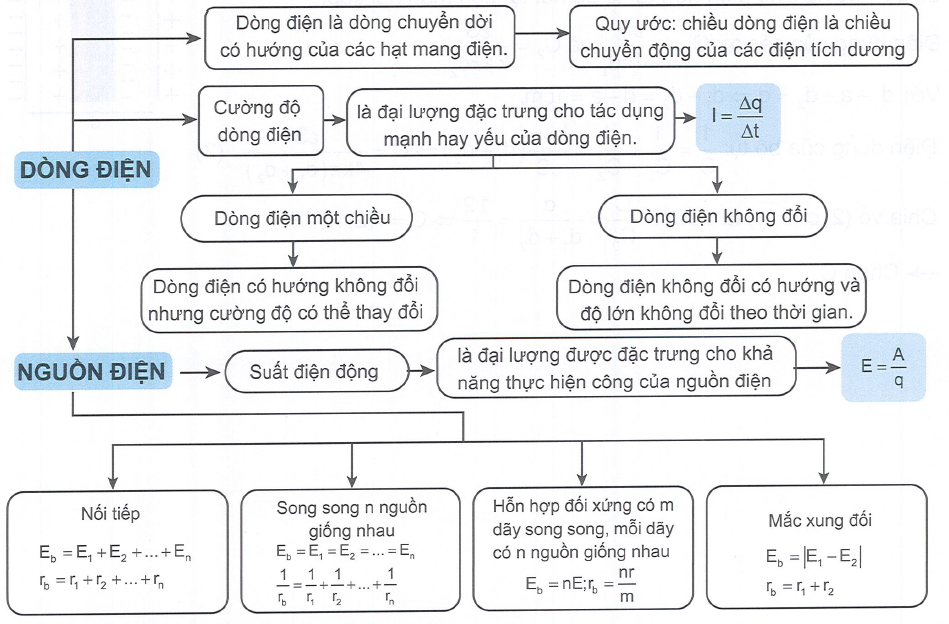 Dòng điện là dòng chuyển dời
có hướng của các hạt mang điện.
Quy ước: chiều dòng điện là chiều
chuyển động của các điện tích dương
Cường độ
dòng điện
là đại lượng đặc trưng cho tác dụng
mạnh hay yếu của dòng điện.
I = Δq/Δt
DÒNG ĐIỆN
Dòng điện một chiều
Dòng điện không đổi
Dòng điện có hướng không đổi
nhưng cường độ có thể thay đổi
Dòng điện không đổi có hướng và
độ lớn không đổi theo thời gian.
NGUỒN ĐIỆN
Suất điện động
là đại lượng được đặc trưng cho khả
năng thực hiện công của nguồn điện
E = A/q
Nối tiếp
E_b = E_1 + E_2 + ... + E_n
r_b = r_1 + r_2 + ... + r_n
Song song n nguồn
giống nhau
E_b = E_1 = E_2 = ... = E_n
1/r_b = 1/r_1 + 1/r_2 + ... + 1/r_n
Hỗn hợp đối xứng có m
dãy song song, mỗi dãy
có n nguồn giống nhau
E_b = nE; r_b = nr/m
Mắc xung đối
E_b = |E_1 − E_2|
r_b = r_1 + r_2